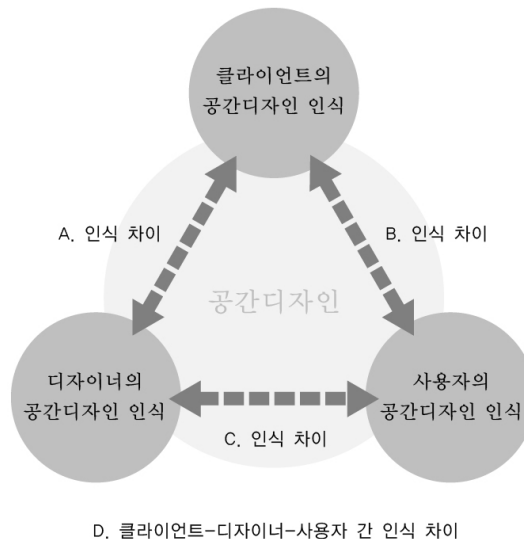 클라이언트의
공간디자인 인식
A. 인식 차이
B. 인식 차이
공간디자인
디자이너의
공간디자인 인식
사용자의
공간디자인 인식
C. 인식 차이
D. 클라이언트-디자이너-사용자 간 인식 차이